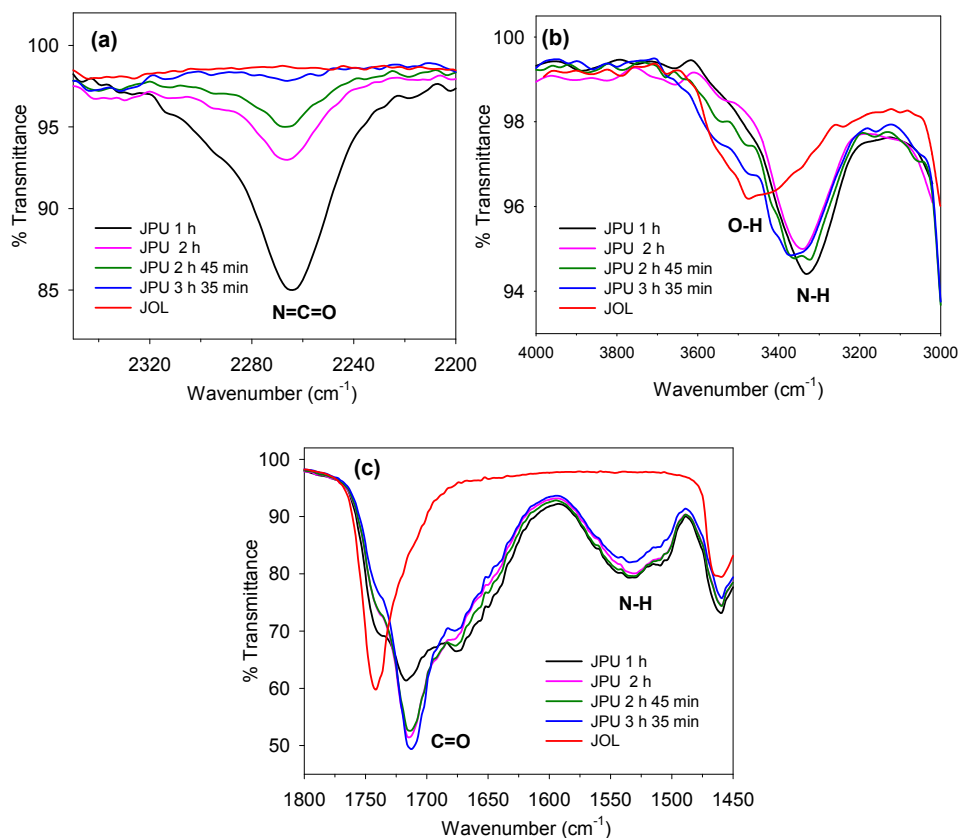 (a)
100
95
90
85
% Transmittance
JPU 1 h
JPU  2 h
JPU 2 h 45 min
JPU 3 h 35 min
JOL
N=C=O
2320 2280 2240 2200
Wavenumber (cm⁻¹)
(b)
100
98
96
94
% Transmittance
O-H
N-H
JPU 1 h
JPU  2 h
JPU 2 h 45 min
JPU 3 h 35 min
JOL
4000 3800 3600 3400 3200 3000
Wavenumber (cm⁻¹)
(c)
100
90
80
70
60
50
% Transmittance
N-H
C=O
JPU 1 h
JPU  2 h
JPU 2 h 45 min
JPU 3 h 35 min
JOL
1800 1750 1700 1650 1600 1550 1500 1450
Wavenumber (cm⁻¹)